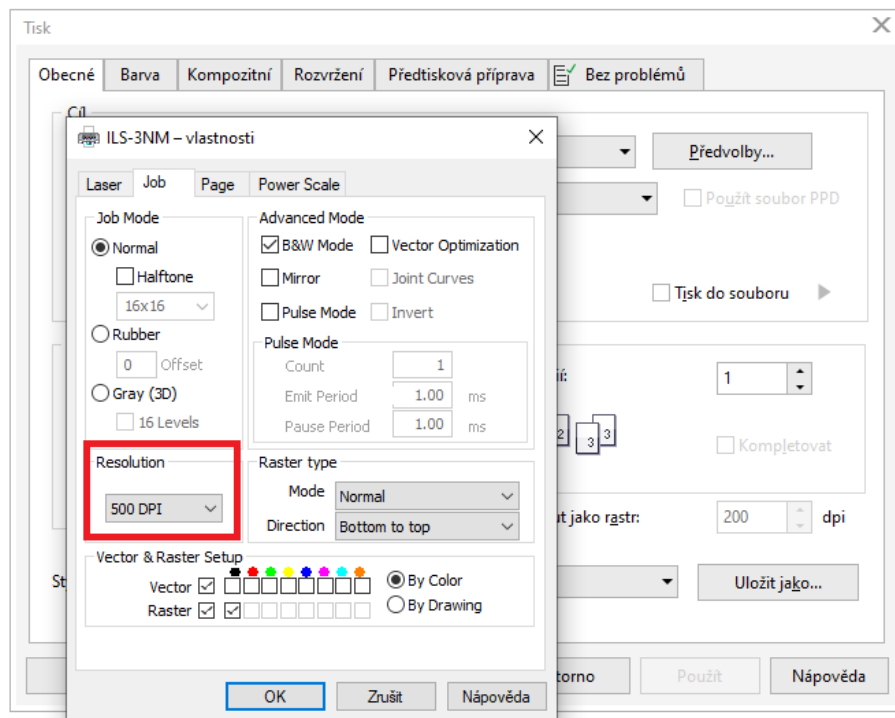 Tisk
Obecné Barva Kompozitní Rozvržení Předtisková příprava Bez problémů
Cíl
ILS-3NM – vlastnosti
Předvolby...
Laser Job Page Power Scale
Použít soubor PPD
Job Mode Advanced Mode
Normal B&W Mode Vector Optimization
Halftone Mirror Joint Curves
16x16 Pulse Mode Invert
Tisk do souboru
Rubber Pulse Mode
0 Offset Count 1
1
Gray (3D) Emit Period 1.00 ms
16 Levels Pause Period 1.00 ms
2 3 3
Kompletovat
Resolution Raster type
500 DPI Mode Normal
Direction Bottom to top
jako rastr: 200 dpi
Vector & Raster Setup
Vector By Color
Raster By Drawing
Uložit jako...
OK Zrušit Nápověda
Použít Nápověda